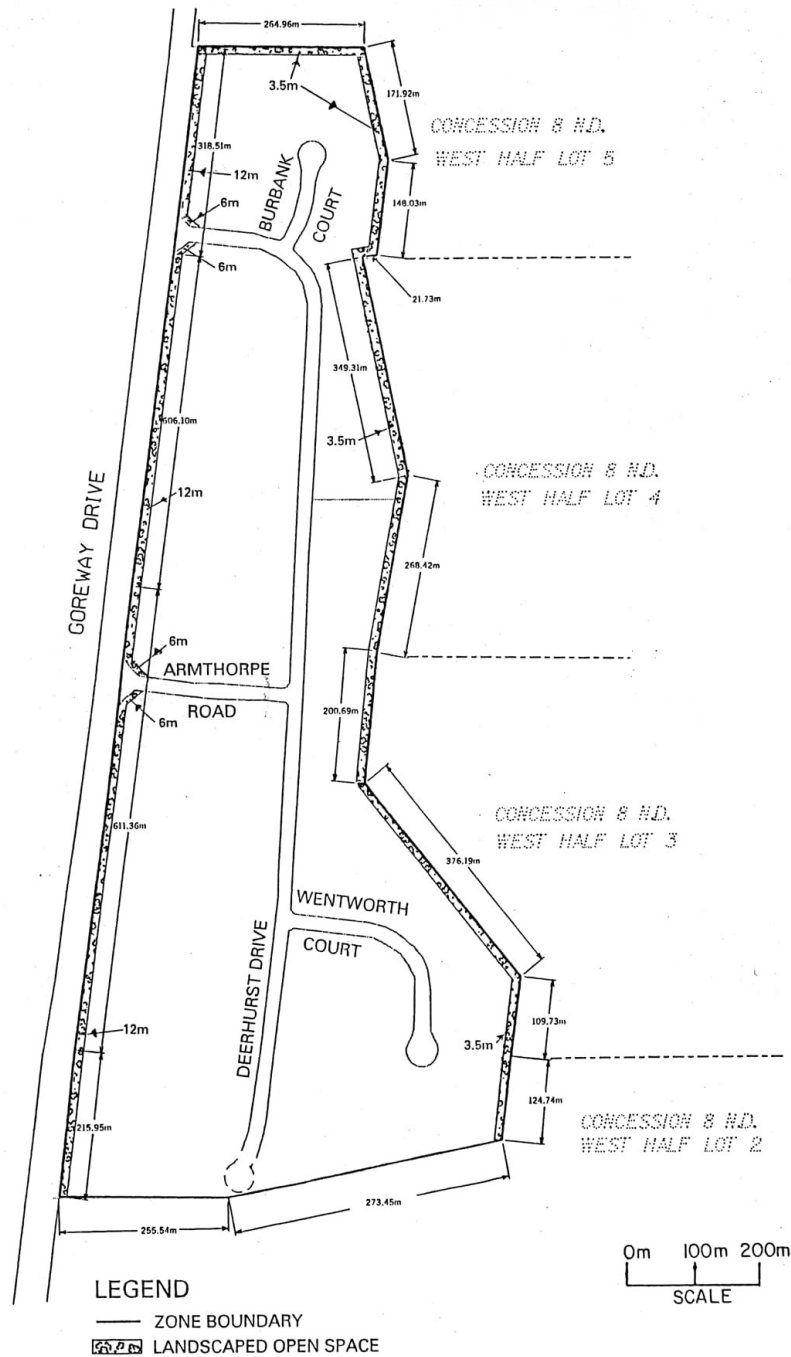 264.96m
3.5m
171.92m
CONCESSION 8 N.D.
WEST HALF LOT 5
318.51m
12m
BURBANK
COURT
6m
148.03m
6m
21.73m
349.31m
606.10m
3.5m
CONCESSION 8 N.D.
WEST HALF LOT 4
12m
GOREWAY DRIVE
268.42m
6m
ARMTHORPE
ROAD
6m
200.69m
611.36m
CONCESSION 8 N.D.
WEST HALF LOT 3
376.19m
WENTWORTH
COURT
DEERHURST DRIVE
12m
3.5m
109.73m
124.74m
215.95m
CONCESSION 8 N.D.
WEST HALF LOT 2
273.45m
255.54m
0m 100m 200m
SCALE
LEGEND
ZONE BOUNDARY
LANDSCAPED OPEN SPACE